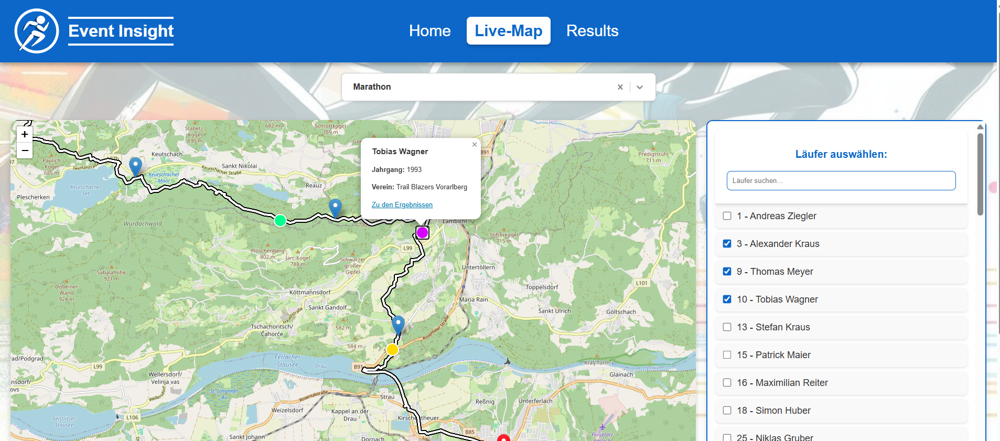 Event Insight
Home
Live-Map
Results
Marathon
+
−
682 m
Schrottkogel
759 m
Stabetz-
Kogel
690 m
B91
Predigtstuhl
711 m
Keutschach
Paulich
Kogel
685 m
Seentalstraße
Keutschacher
Moor
Keutschacher Straße
Sankt Nikolai
Reauz
Keutschacher
See
Plescherken
Tobias Wagner
×
Jahrgang: 1993
Verein: Trail Blazers Vorarlberg
Zu den Ergebnissen
Wurdachwald
700
Lambichl
Stifterkogel
715 m
L99
Ploschenberg
802 m
Jarc-Kogel
788 m
Schwarzer
großer
Gipfel
Untertöllern
Sabalahöhe
921 m
Dobeiner
Wand
924 m
L101
Toppelsdorf
Köttmannsdorf
Maria Rain
Sankt Gandolf
Sankt Ulrich
Göltschach
Hauptstraße
582 m
Rosentaler Straße
Tschachoritsch/
Čahorče
584 m
rad/Podgrad
L99
Ferlacher
Stausee
Drau
B91
Kralj Turm
Drau
Wellersdorf/
Velinja vas
Glainach
nsdorf/
ovs
Wellersdorf
St. Johanner
Au
Rosentalstraße
Strau
Reßnig
Unterferlach
Weizelsdorf
Kappel an der
Drau
Feistritzer
Stausee
L106
Kirschentheuer
B85
Flugplatz
Ferlach
Sankt Johann
Dornach
Läufer auswählen:
Läufer suchen...
1 - Andreas Ziegler
3 - Alexander Kraus
9 - Thomas Meyer
10 - Tobias Wagner
13 - Stefan Kraus
15 - Patrick Maier
16 - Maximilian Reiter
18 - Simon Huber
25 - Niklas Gruber